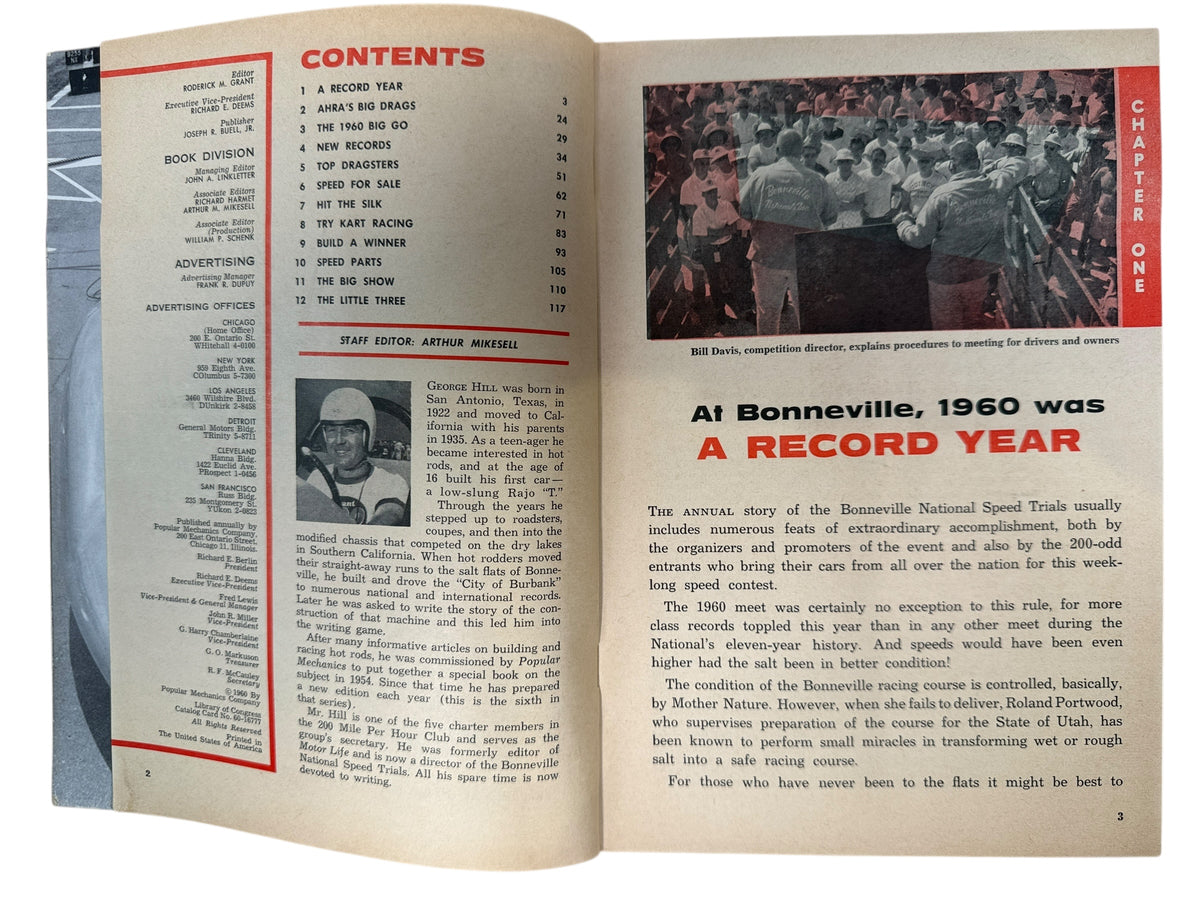 Editor
RODERICK M. GRANT
Executive Vice-President
RICHARD E. DEEMS
Publisher
JOSEPH R. BUELL, JR.
BOOK DIVISION
Managing Editor
JOHN A. LINKLETTER
Associate Editors
RICHARD HARMET
ARTHUR M. MIKESELL
Associate Editor
(Production)
WILLIAM P. SCHENK
ADVERTISING
Advertising Manager
FRANK R. DUPUY
ADVERTISING OFFICES
CHICAGO
(Home Office)
200 E. Ontario St.
WHitehall 4-0100
NEW YORK
959 Eighth Ave.
COlumbus 5-7300
LOS ANGELES
3460 Wilshire Blvd.
DUnkirk 2-8458
DETROIT
General Motors Bldg.
TRinity 5-8711
CLEVELAND
Hanna Bldg.
1422 Euclid Ave.
PRospect 1-0456
SAN FRANCISCO
Russ Bldg.
235 Montgomery St.
YUkon 2-0823
Published annually by
Popular Mechanics Company,
200 East Ontario Street,
Chicago 11, Illinois.
Richard E. Berlin
President
Richard E. Deems
Executive Vice-President
Fred Lewis
Vice-President & General Manager
John R. Miller
Vice-President
G. Harry Chamberlaine
Vice-President
G. O. Markuson
Treasurer
R. F. McCauley
Secretary
© 1960 By
Popular Mechanics Company
Library of Congress
Catalog Card No. 60-16777
All Rights Reserved
Printed in
The United States of America
2
CONTENTS
1 A RECORD YEAR 3
2 AHRA'S BIG DRAGS 24
3 THE 1960 BIG GO 29
4 NEW RECORDS 34
5 TOP DRAGSTERS 51
6 SPEED FOR SALE 62
7 HIT THE SILK 71
8 TRY KART RACING 83
9 BUILD A WINNER 93
10 SPEED PARTS 105
11 THE BIG SHOW 110
12 THE LITTLE THREE 117
STAFF EDITOR: ARTHUR MIKESELL
GEORGE HILL was born in
San Antonio, Texas, in
1922 and moved to Cal-
ifornia with his parents
in 1935. As a teen-ager he
became interested in hot
rods, and at the age of
16 built his first car—
a low-slung Rajo "T."
Through the years he
stepped up to roadsters,
coupes, and then into the
modified chassis that competed on the dry lakes
in Southern California. When hot rodders moved
their straight-away runs to the salt flats of Bonne-
ville, he built and drove the "City of Burbank"
to numerous national and international records.
Later he was asked to write the story of the con-
struction of that machine and this led him into
the writing game.
After many informative articles on building and
racing hot rods, he was commissioned by Popular
Mechanics to put together a special book on the
subject in 1954. Since that time he has prepared
a new edition each year (this is the sixth in
that series).
Mr. Hill is one of the five charter members in
the 200 Mile Per Hour Club and serves as the
group's secretary. He was formerly editor of
Motor Life and is now a director of the Bonneville
National Speed Trials. All his spare time is now
devoted to writing.
CHAPTER ONE
Bonneville
Bill Davis, competition director, explains procedures to meeting for drivers and owners
At Bonneville, 1960 was
A RECORD YEAR
THE ANNUAL story of the Bonneville National Speed Trials usually
includes numerous feats of extraordinary accomplishment, both by
the organizers and promoters of the event and also by the 200-odd
entrants who bring their cars from all over the nation for this week-
long speed contest.
The 1960 meet was certainly no exception to this rule, for more
class records toppled this year than in any other meet during the
National's eleven-year history. And speeds would have been even
higher had the salt been in better condition!
The condition of the Bonneville racing course is controlled, basically,
by Mother Nature. However, when she fails to deliver, Roland Portwood,
who supervises preparation of the course for the State of Utah, has
been known to perform small miracles in transforming wet or rough
salt into a safe racing course.
For those who have never been to the flats it might be best to
3